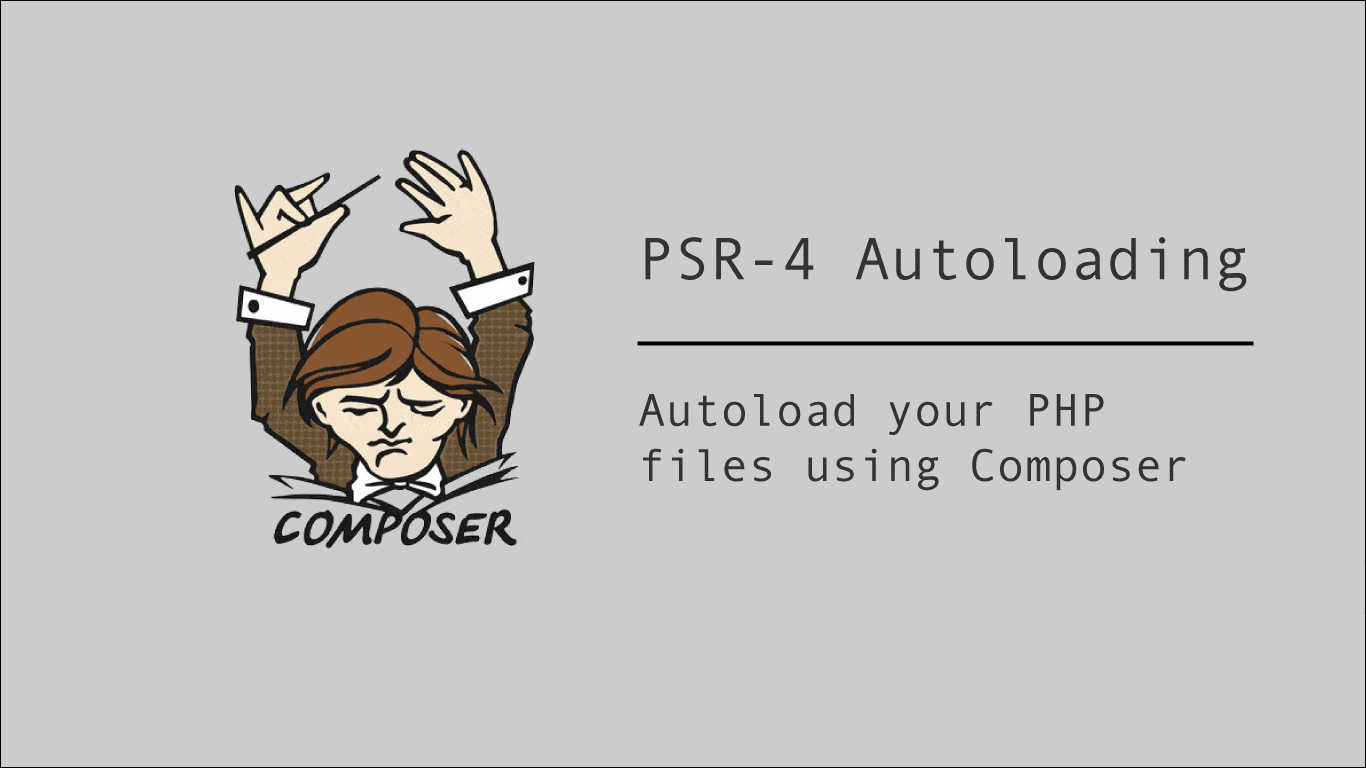 PSR-4 Autoloading
Autoload your PHP
files using Composer
COMPOSER